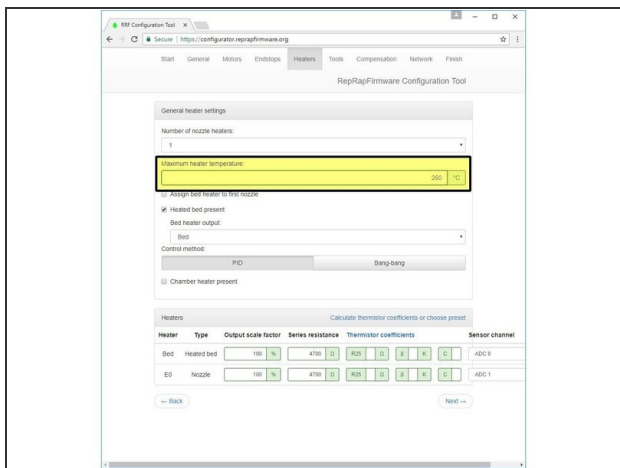 RRF Configuration Tool
Secure https://configurator.reprapfirmware.org
Start General Motors Endstops Heaters Tools Compensation Network Finish
RepRapFirmware Configuration Tool
General heater settings
Number of nozzle heaters:
1
Maximum heater temperature:
260 °C
Assign bed heater to first nozzle
Heated bed present
Bed heater output:
Bed
Control method:
PID Bang-bang
Chamber heater present
Heaters Calculate thermistor coefficients or choose preset
Heater Type Output scale factor Series resistance Thermistor coefficients Sensor channel
Bed Heated bed 100 % 4700 Ω R25 Ω β K C ADC 0
E0 Nozzle 100 % 4700 Ω R25 Ω β K C ADC 1
← Back Next →